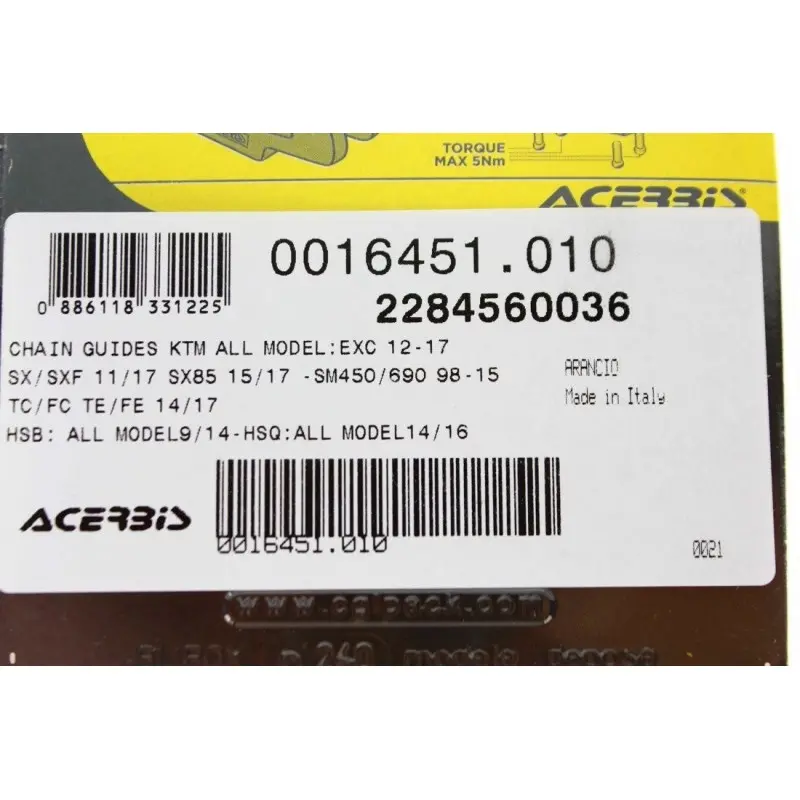 TORQUE
MAX 5Nm
ACERBIS®
0016451.010
0 886118 331225
2284560036
CHAIN GUIDES KTM ALL MODEL:EXC 12-17
SX/SXF 11/17 SX85 15/17 -SM450/690 98-15
TC/FC TE/FE 14/17
HSB: ALL MODEL9/14-HSQ:ALL MODEL14/16
ARANCIO
Made in Italy
ACERBIS
0016451.010
0021